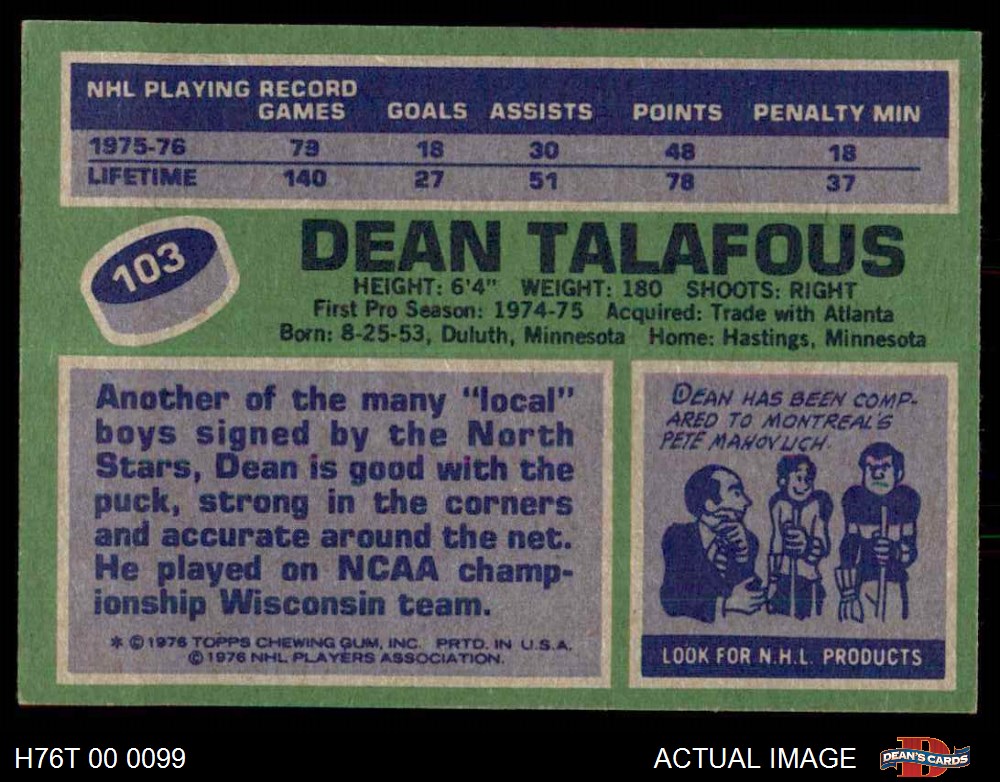 NHL PLAYING RECORD
GAMES GOALS ASSISTS POINTS PENALTY MIN
1975-76 79 18 30 48 18
LIFETIME 140 27 51 78 37
103
DEAN TALAFOUS
HEIGHT: 6'4" WEIGHT: 180 SHOOTS: RIGHT
First Pro Season: 1974-75 Acquired: Trade with Atlanta
Born: 8-25-53, Duluth, Minnesota Home: Hastings, Minnesota
Another of the many "local"
boys signed by the North
Stars, Dean is good with the
puck, strong in the corners
and accurate around the net.
He played on NCAA champ-
ionship Wisconsin team.
* © 1976 TOPPS CHEWING GUM, INC. PRTD. IN U.S.A.
© 1976 NHL PLAYERS ASSOCIATION.
DEAN HAS BEEN COMP-
ARED TO MONTREAL'S
PETE MAHOVLICH.
LOOK FOR N.H.L. PRODUCTS
H76T 00 0099
ACTUAL IMAGE
DEAN'S CARDS